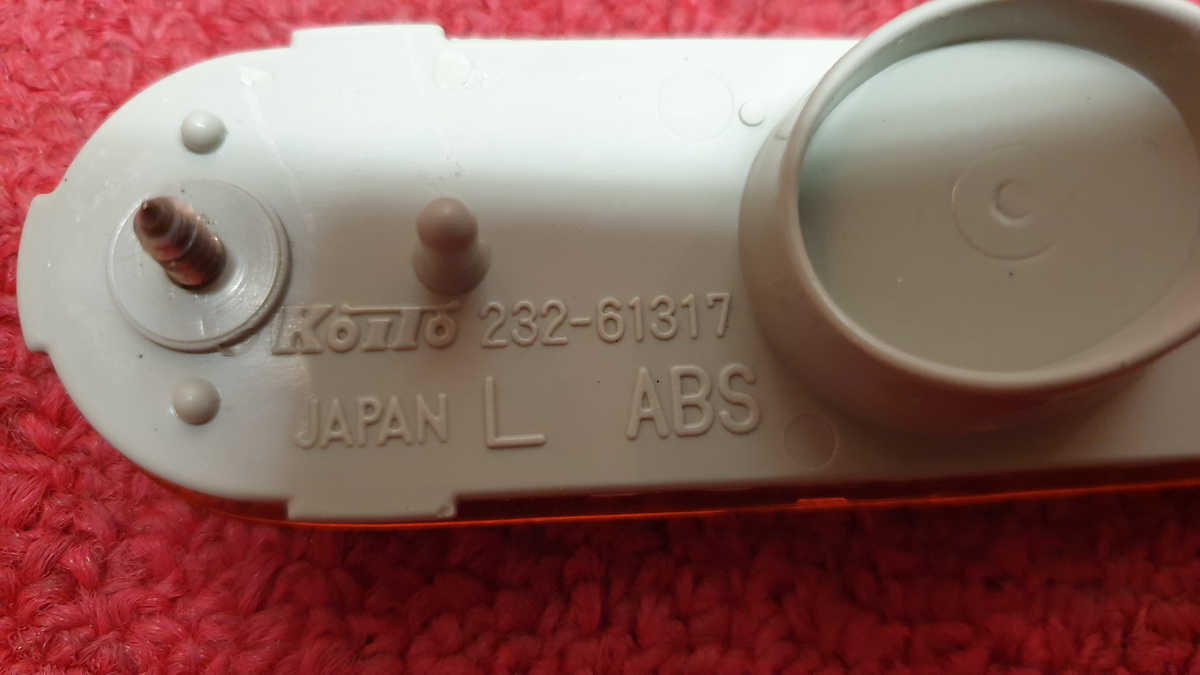 KOITO 232-61317
JAPAN L ABS